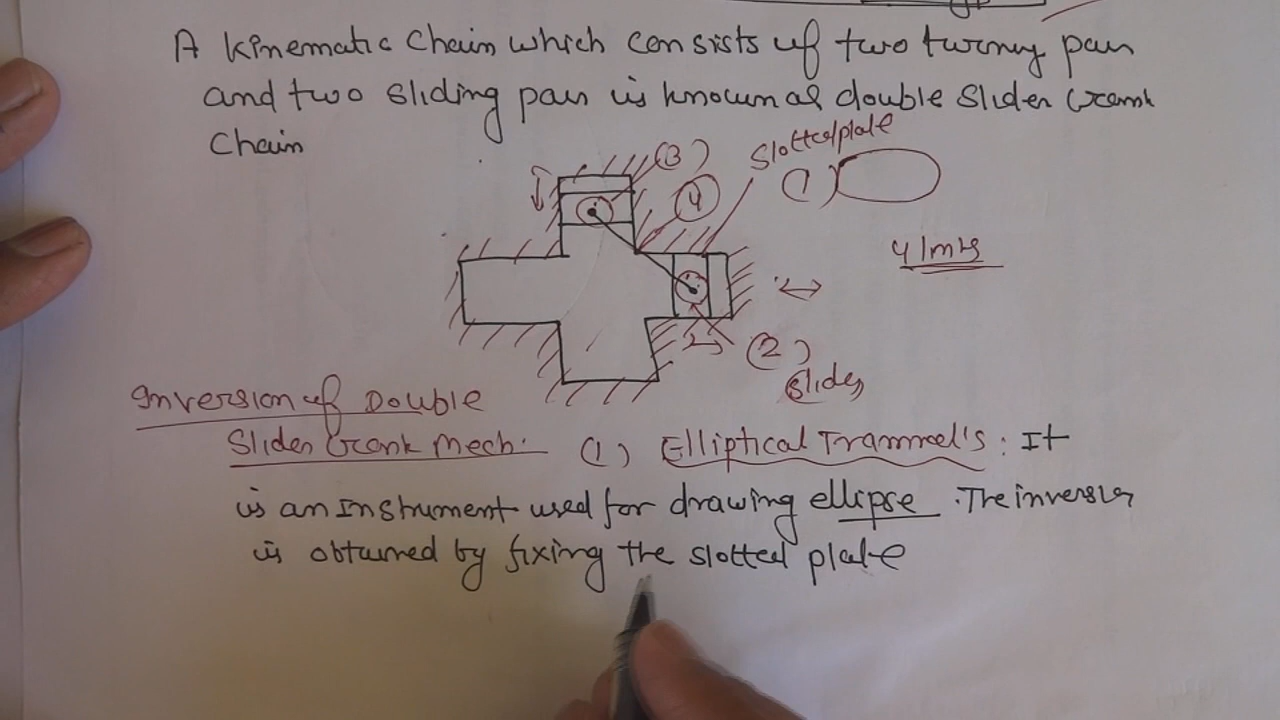 A Kinematic Chain which consists of two turning pair
and two sliding pair is known as double Slider Crank
Chain
(3)
(4)
Slotted plate
(1)
4 links
(2)
Slider
Inversion of Double
Slider Crank Mech. (1) Elliptical Trammel's : It
is an Instrument used for drawing ellipse . The inversion
is obtained by fixing the slotted plate